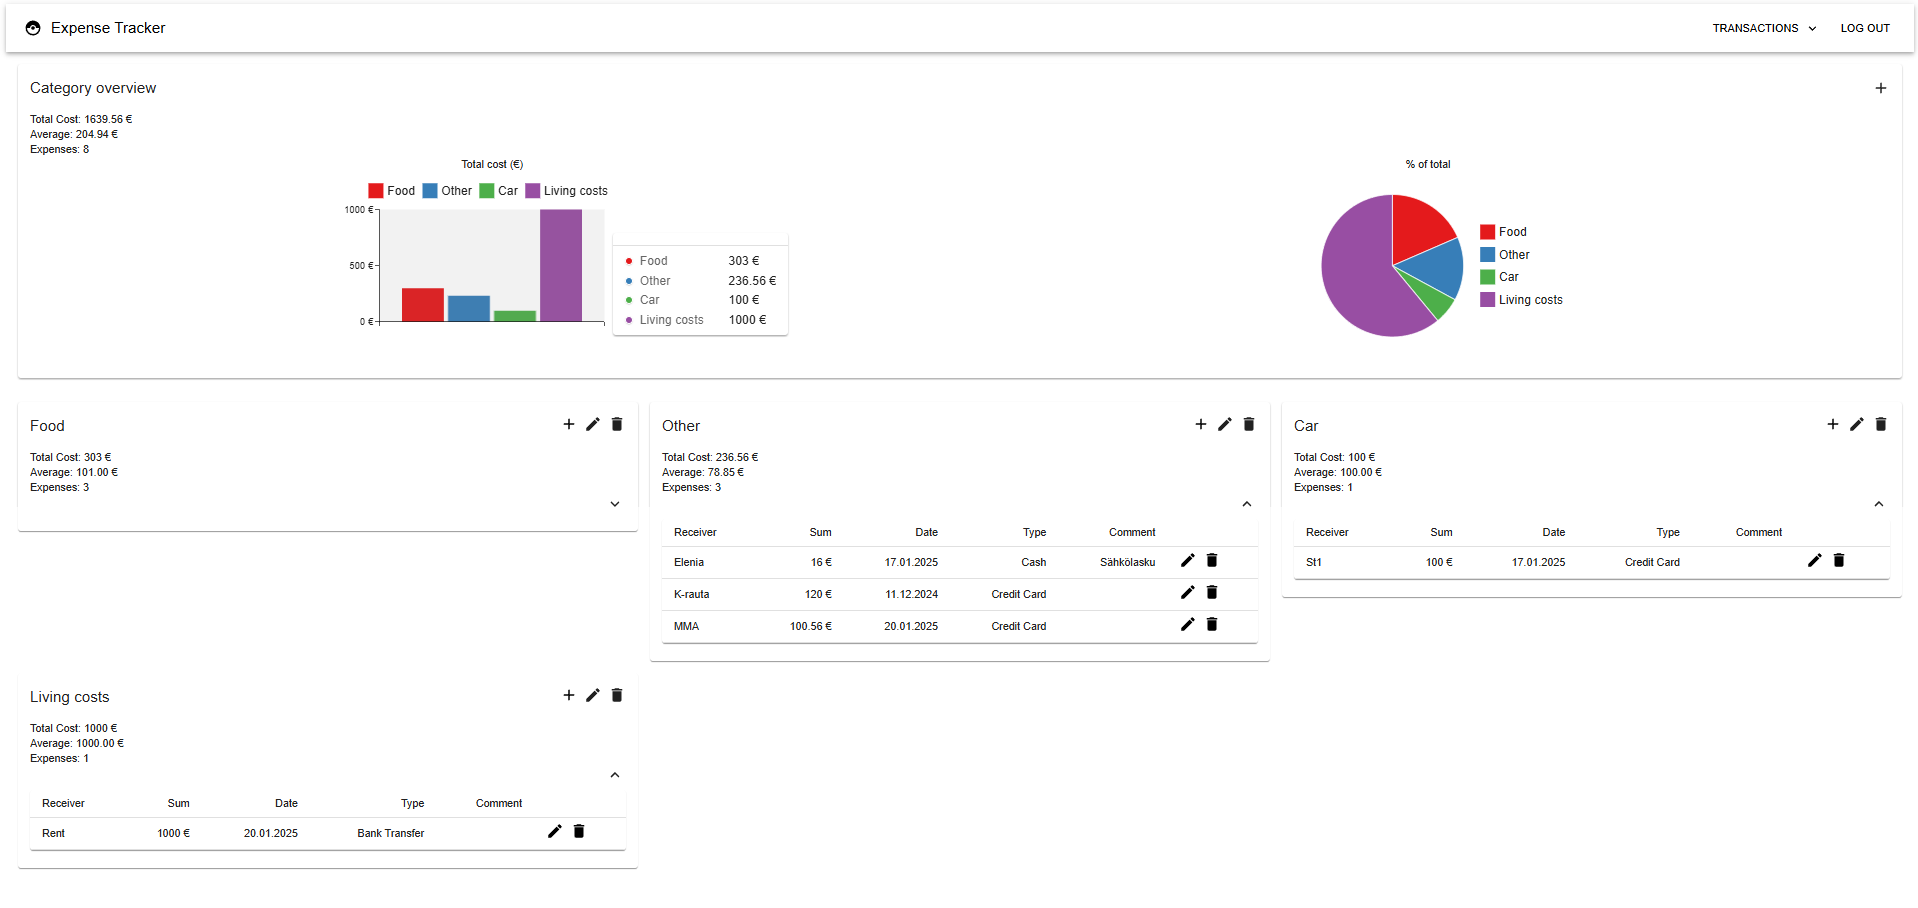 Expense Tracker
TRANSACTIONS
LOG OUT
Category overview
Total Cost: 1639.56 €
Average: 204.94 €
Expenses: 8
Total cost (€)
Food Other Car Living costs
1000 €
500 €
0 €
Food 303 €
Other 236.56 €
Car 100 €
Living costs 1000 €
% of total
Food
Other
Car
Living costs
Food
Total Cost: 303 €
Average: 101.00 €
Expenses: 3
Other
Total Cost: 236.56 €
Average: 78.85 €
Expenses: 3
Receiver Sum Date Type Comment
Elenia 16 € 17.01.2025 Cash Sähkölasku
K-rauta 120 € 11.12.2024 Credit Card
MMA 100.56 € 20.01.2025 Credit Card
Car
Total Cost: 100 €
Average: 100.00 €
Expenses: 1
Receiver Sum Date Type Comment
St1 100 € 17.01.2025 Credit Card
Living costs
Total Cost: 1000 €
Average: 1000.00 €
Expenses: 1
Receiver Sum Date Type Comment
Rent 1000 € 20.01.2025 Bank Transfer